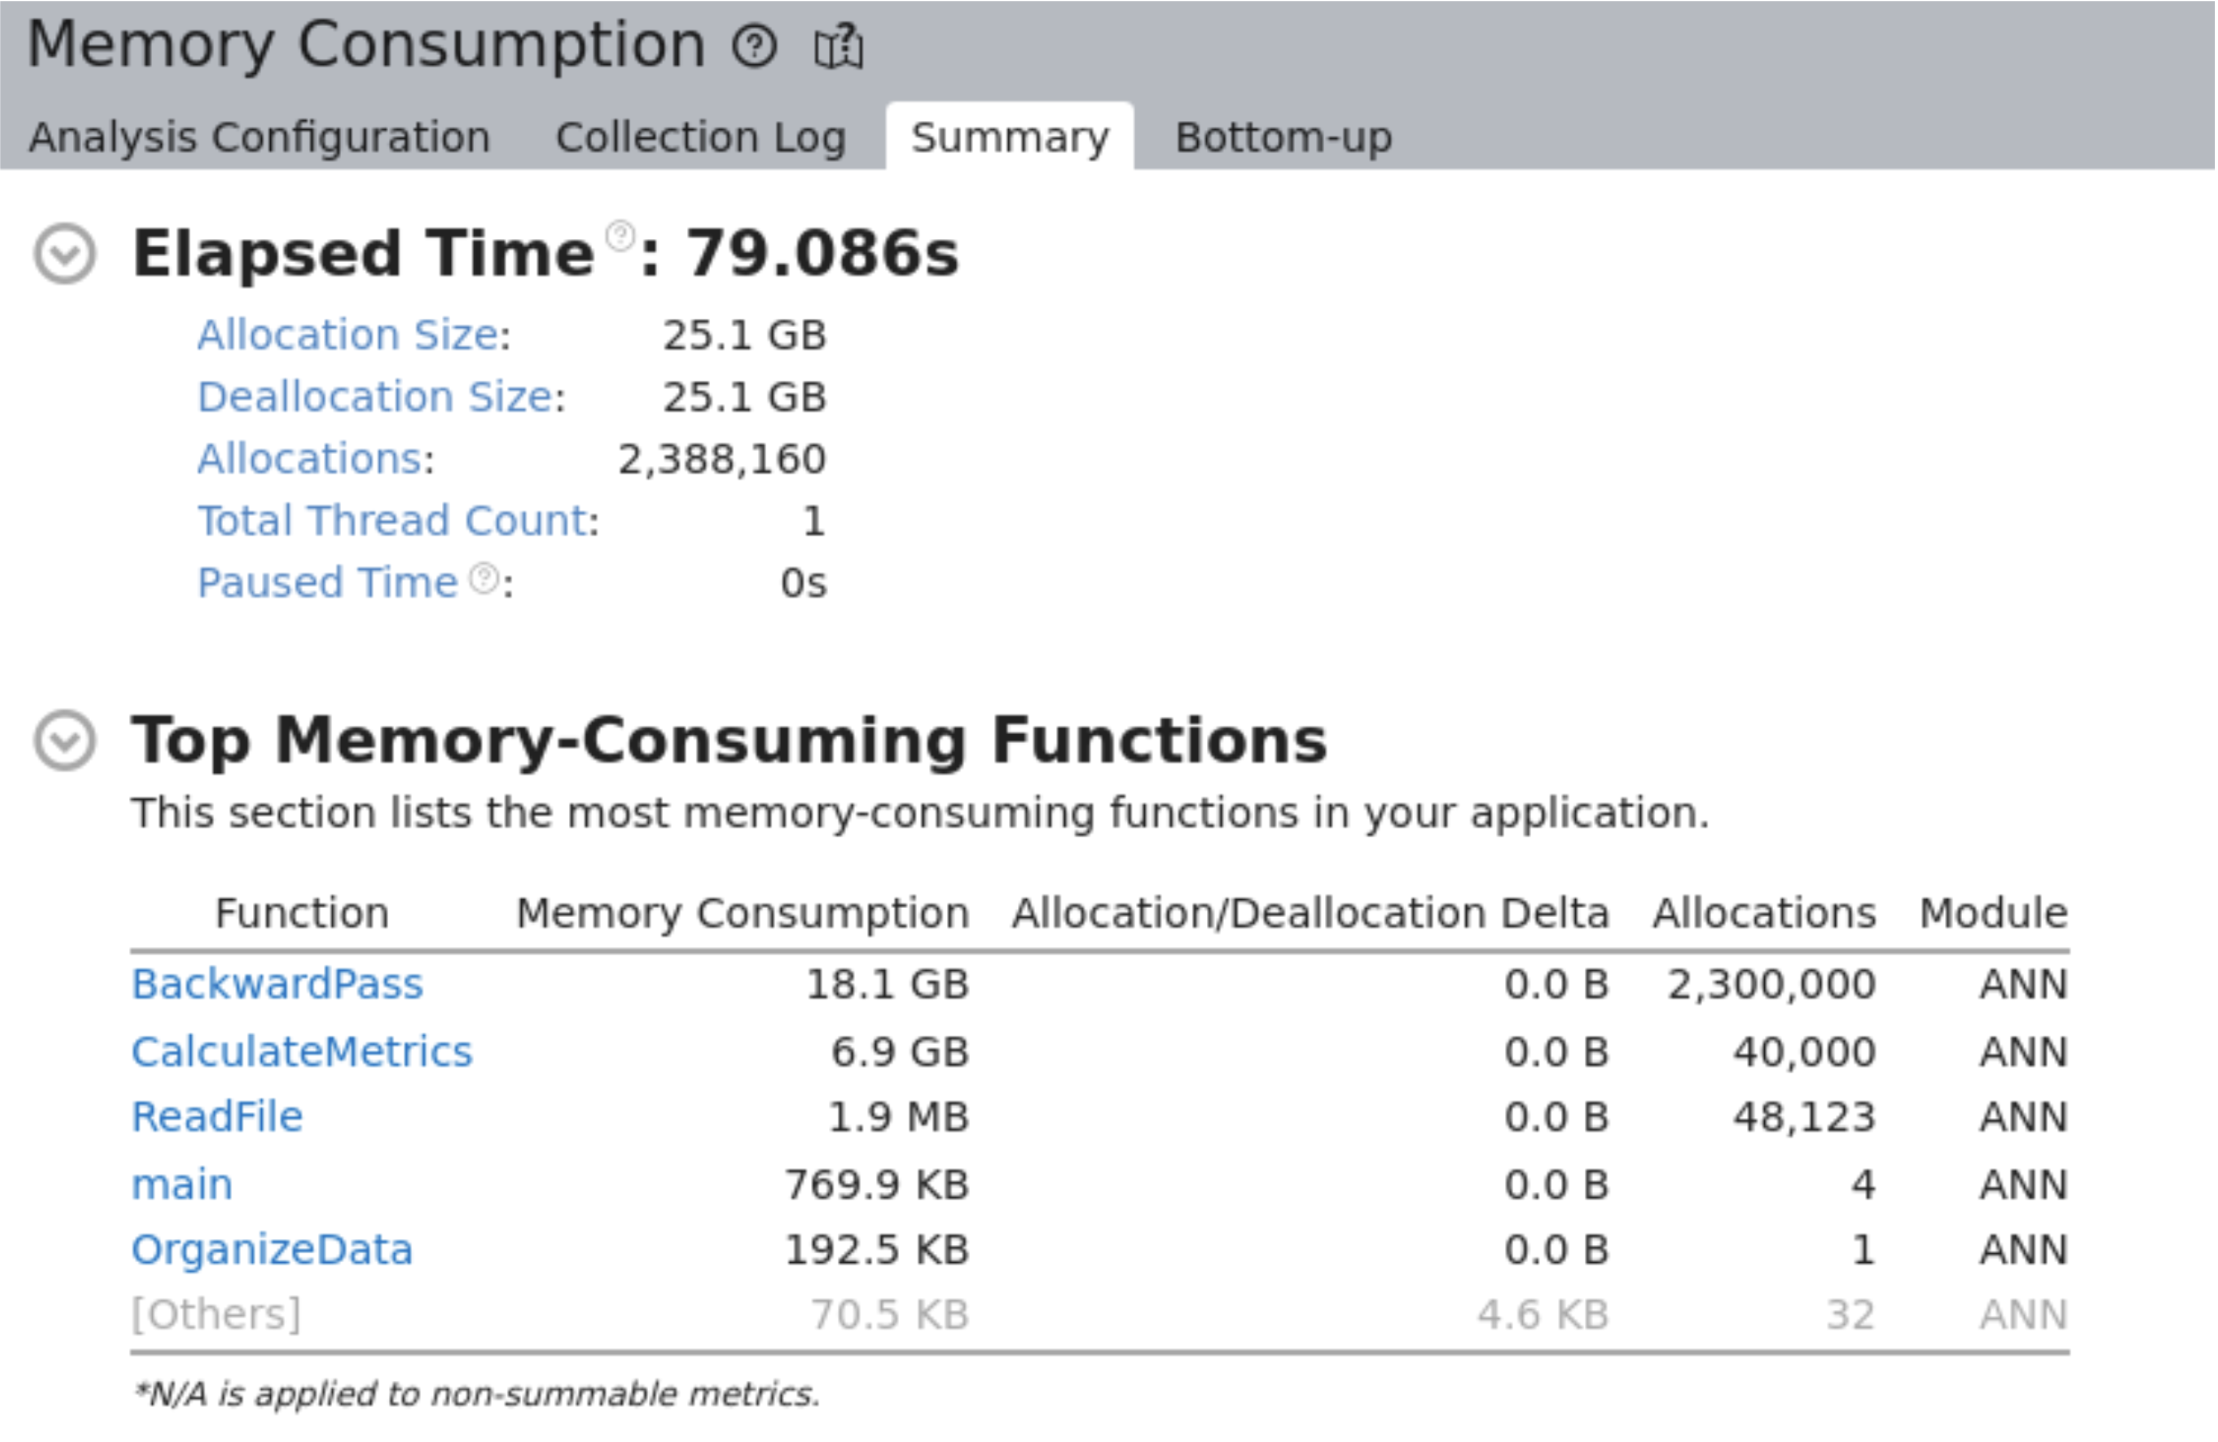 Memory Consumption
Analysis Configuration Collection Log Summary Bottom-up
Elapsed Time: 79.086s
Allocation Size: 25.1 GB
Deallocation Size: 25.1 GB
Allocations: 2,388,160
Total Thread Count: 1
Paused Time: 0s
Top Memory-Consuming Functions
This section lists the most memory-consuming functions in your application.
Function Memory Consumption Allocation/Deallocation Delta Allocations Module
BackwardPass 18.1 GB 0.0 B 2,300,000 ANN
CalculateMetrics 6.9 GB 0.0 B 40,000 ANN
ReadFile 1.9 MB 0.0 B 48,123 ANN
main 769.9 KB 0.0 B 4 ANN
OrganizeData 192.5 KB 0.0 B 1 ANN
[Others] 70.5 KB 4.6 KB 32 ANN
*N/A is applied to non-summable metrics.